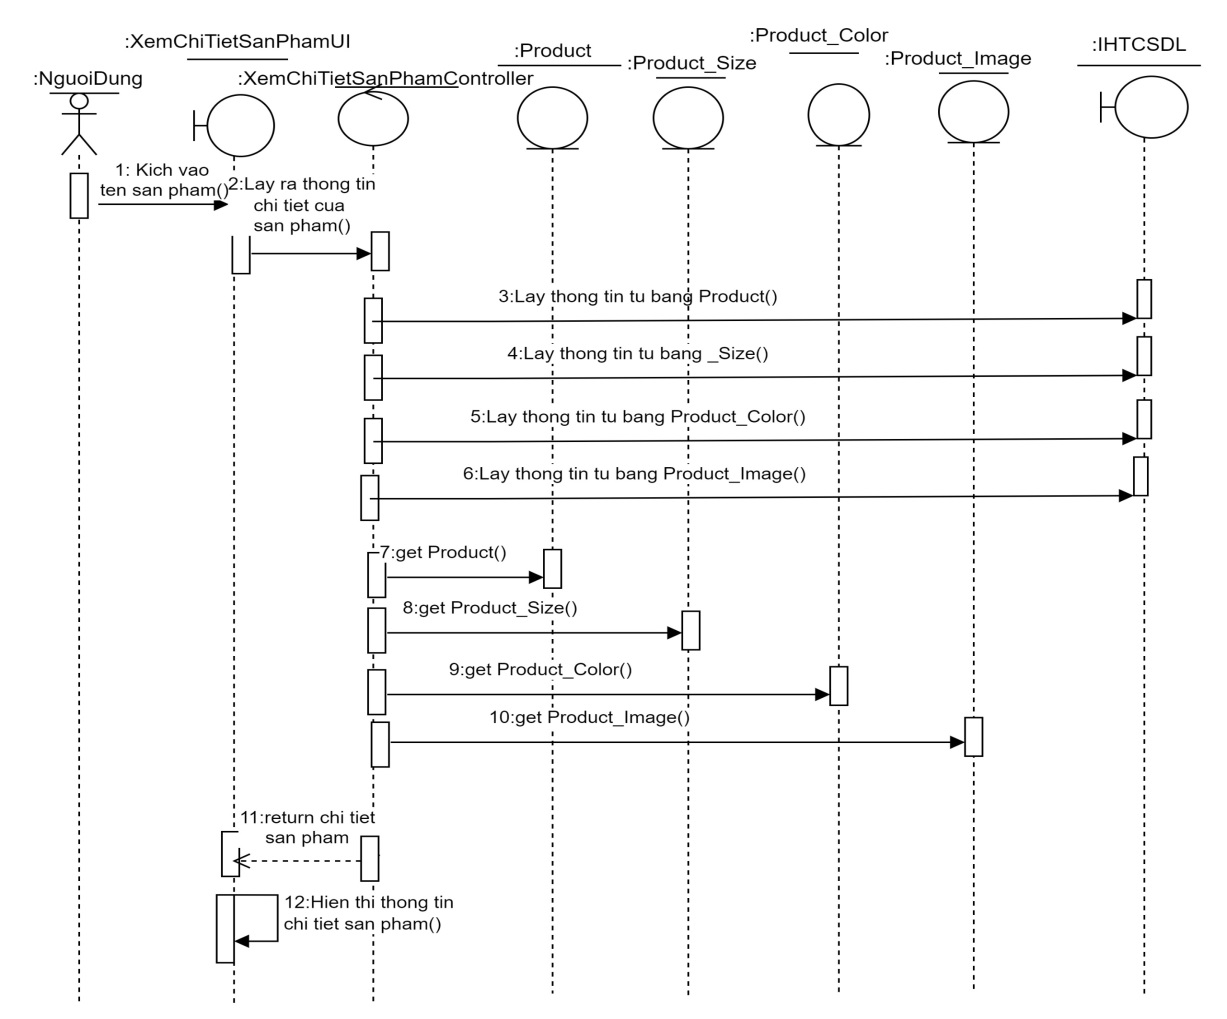 :XemChiTietSanPhamUI
:Product
:Product_Color
:IHTCSDL
:NguoiDung
:XemChiTietSanPhamController
:Product_Size
:Product_Image
1: Kich vao
ten san pham()
2:Lay ra thong tin
chi tiet cua
san pham()
3:Lay thong tin tu bang Product()
4:Lay thong tin tu bang _Size()
5:Lay thong tin tu bang Product_Color()
6:Lay thong tin tu bang Product_Image()
7:get Product()
8:get Product_Size()
9:get Product_Color()
10:get Product_Image()
11:return chi tiet
san pham
12:Hien thi thong tin
chi tiet san pham()